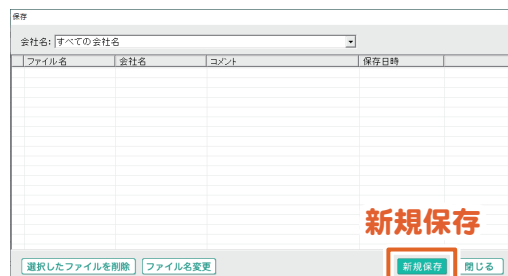 保存
会社名: すべての会社名
ファイル名 会社名 コメント 保存日時
新規保存
選択したファイルを削除 ファイル名変更 新規保存 閉じる